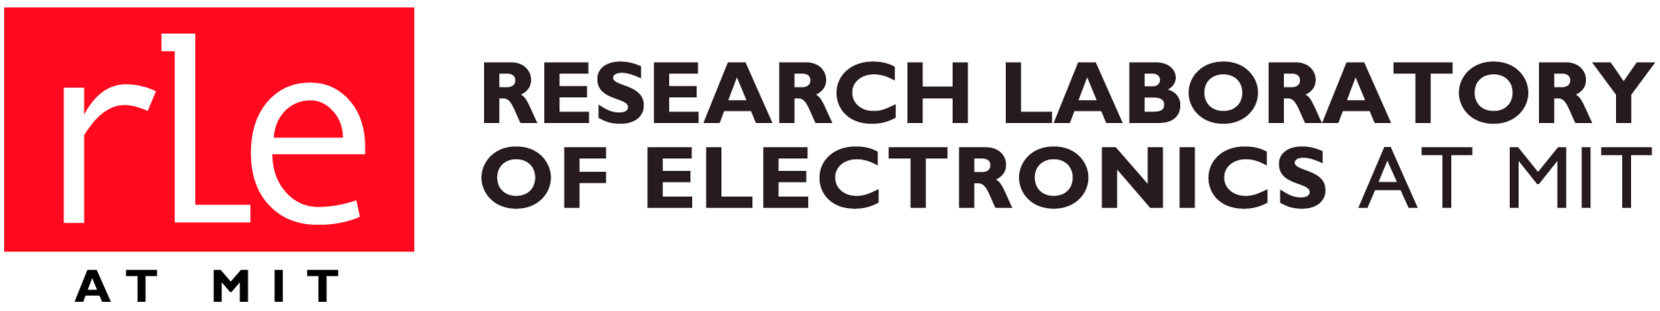 rLe
AT MIT
RESEARCH LABORATORY
OF ELECTRONICS AT MIT